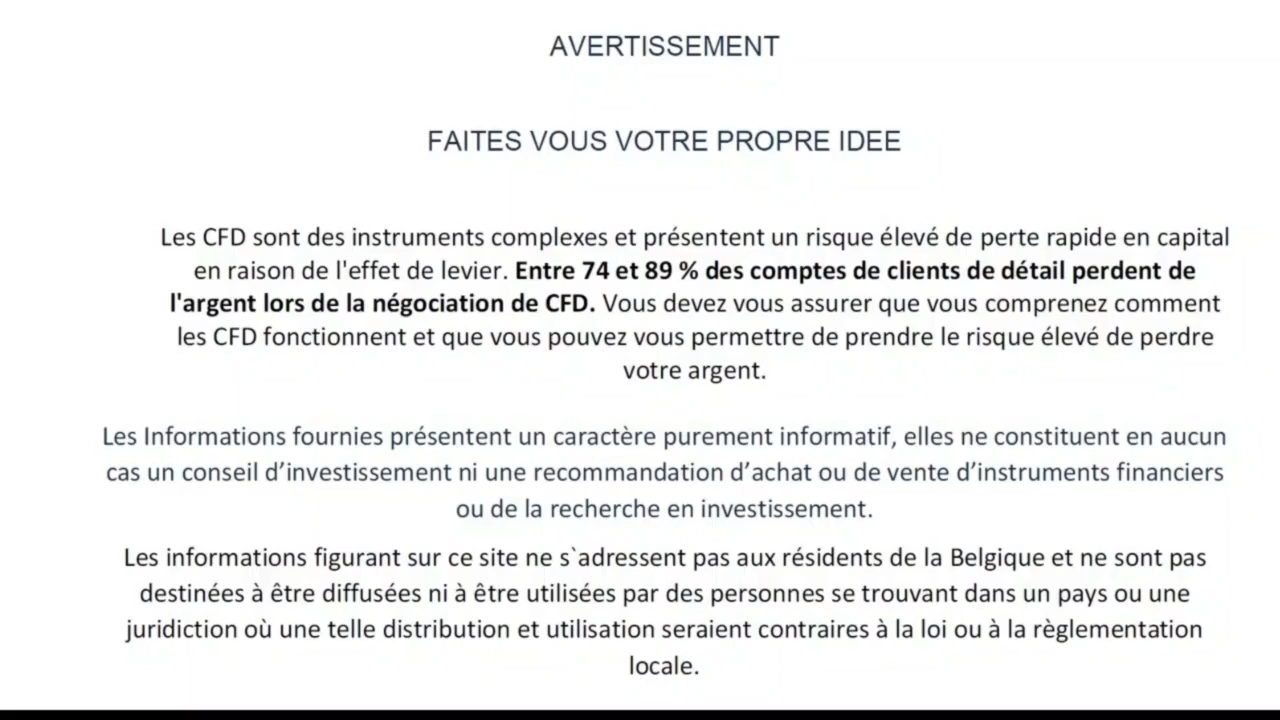 AVERTISSEMENT
FAITES VOUS VOTRE PROPRE IDEE
Les CFD sont des instruments complexes et présentent un risque élevé de perte rapide en capital
en raison de l'effet de levier. Entre 74 et 89 % des comptes de clients de détail perdent de
l'argent lors de la négociation de CFD. Vous devez vous assurer que vous comprenez comment
les CFD fonctionnent et que vous pouvez vous permettre de prendre le risque élevé de perdre
votre argent.
Les Informations fournies présentent un caractère purement informatif, elles ne constituent en aucun
cas un conseil d’investissement ni une recommandation d’achat ou de vente d’instruments financiers
ou de la recherche en investissement.
Les informations figurant sur ce site ne s`adressent pas aux résidents de la Belgique et ne sont pas
destinées à être diffusées ni à être utilisées par des personnes se trouvant dans un pays ou une
juridiction où une telle distribution et utilisation seraient contraires à la loi ou à la règlementation
locale.